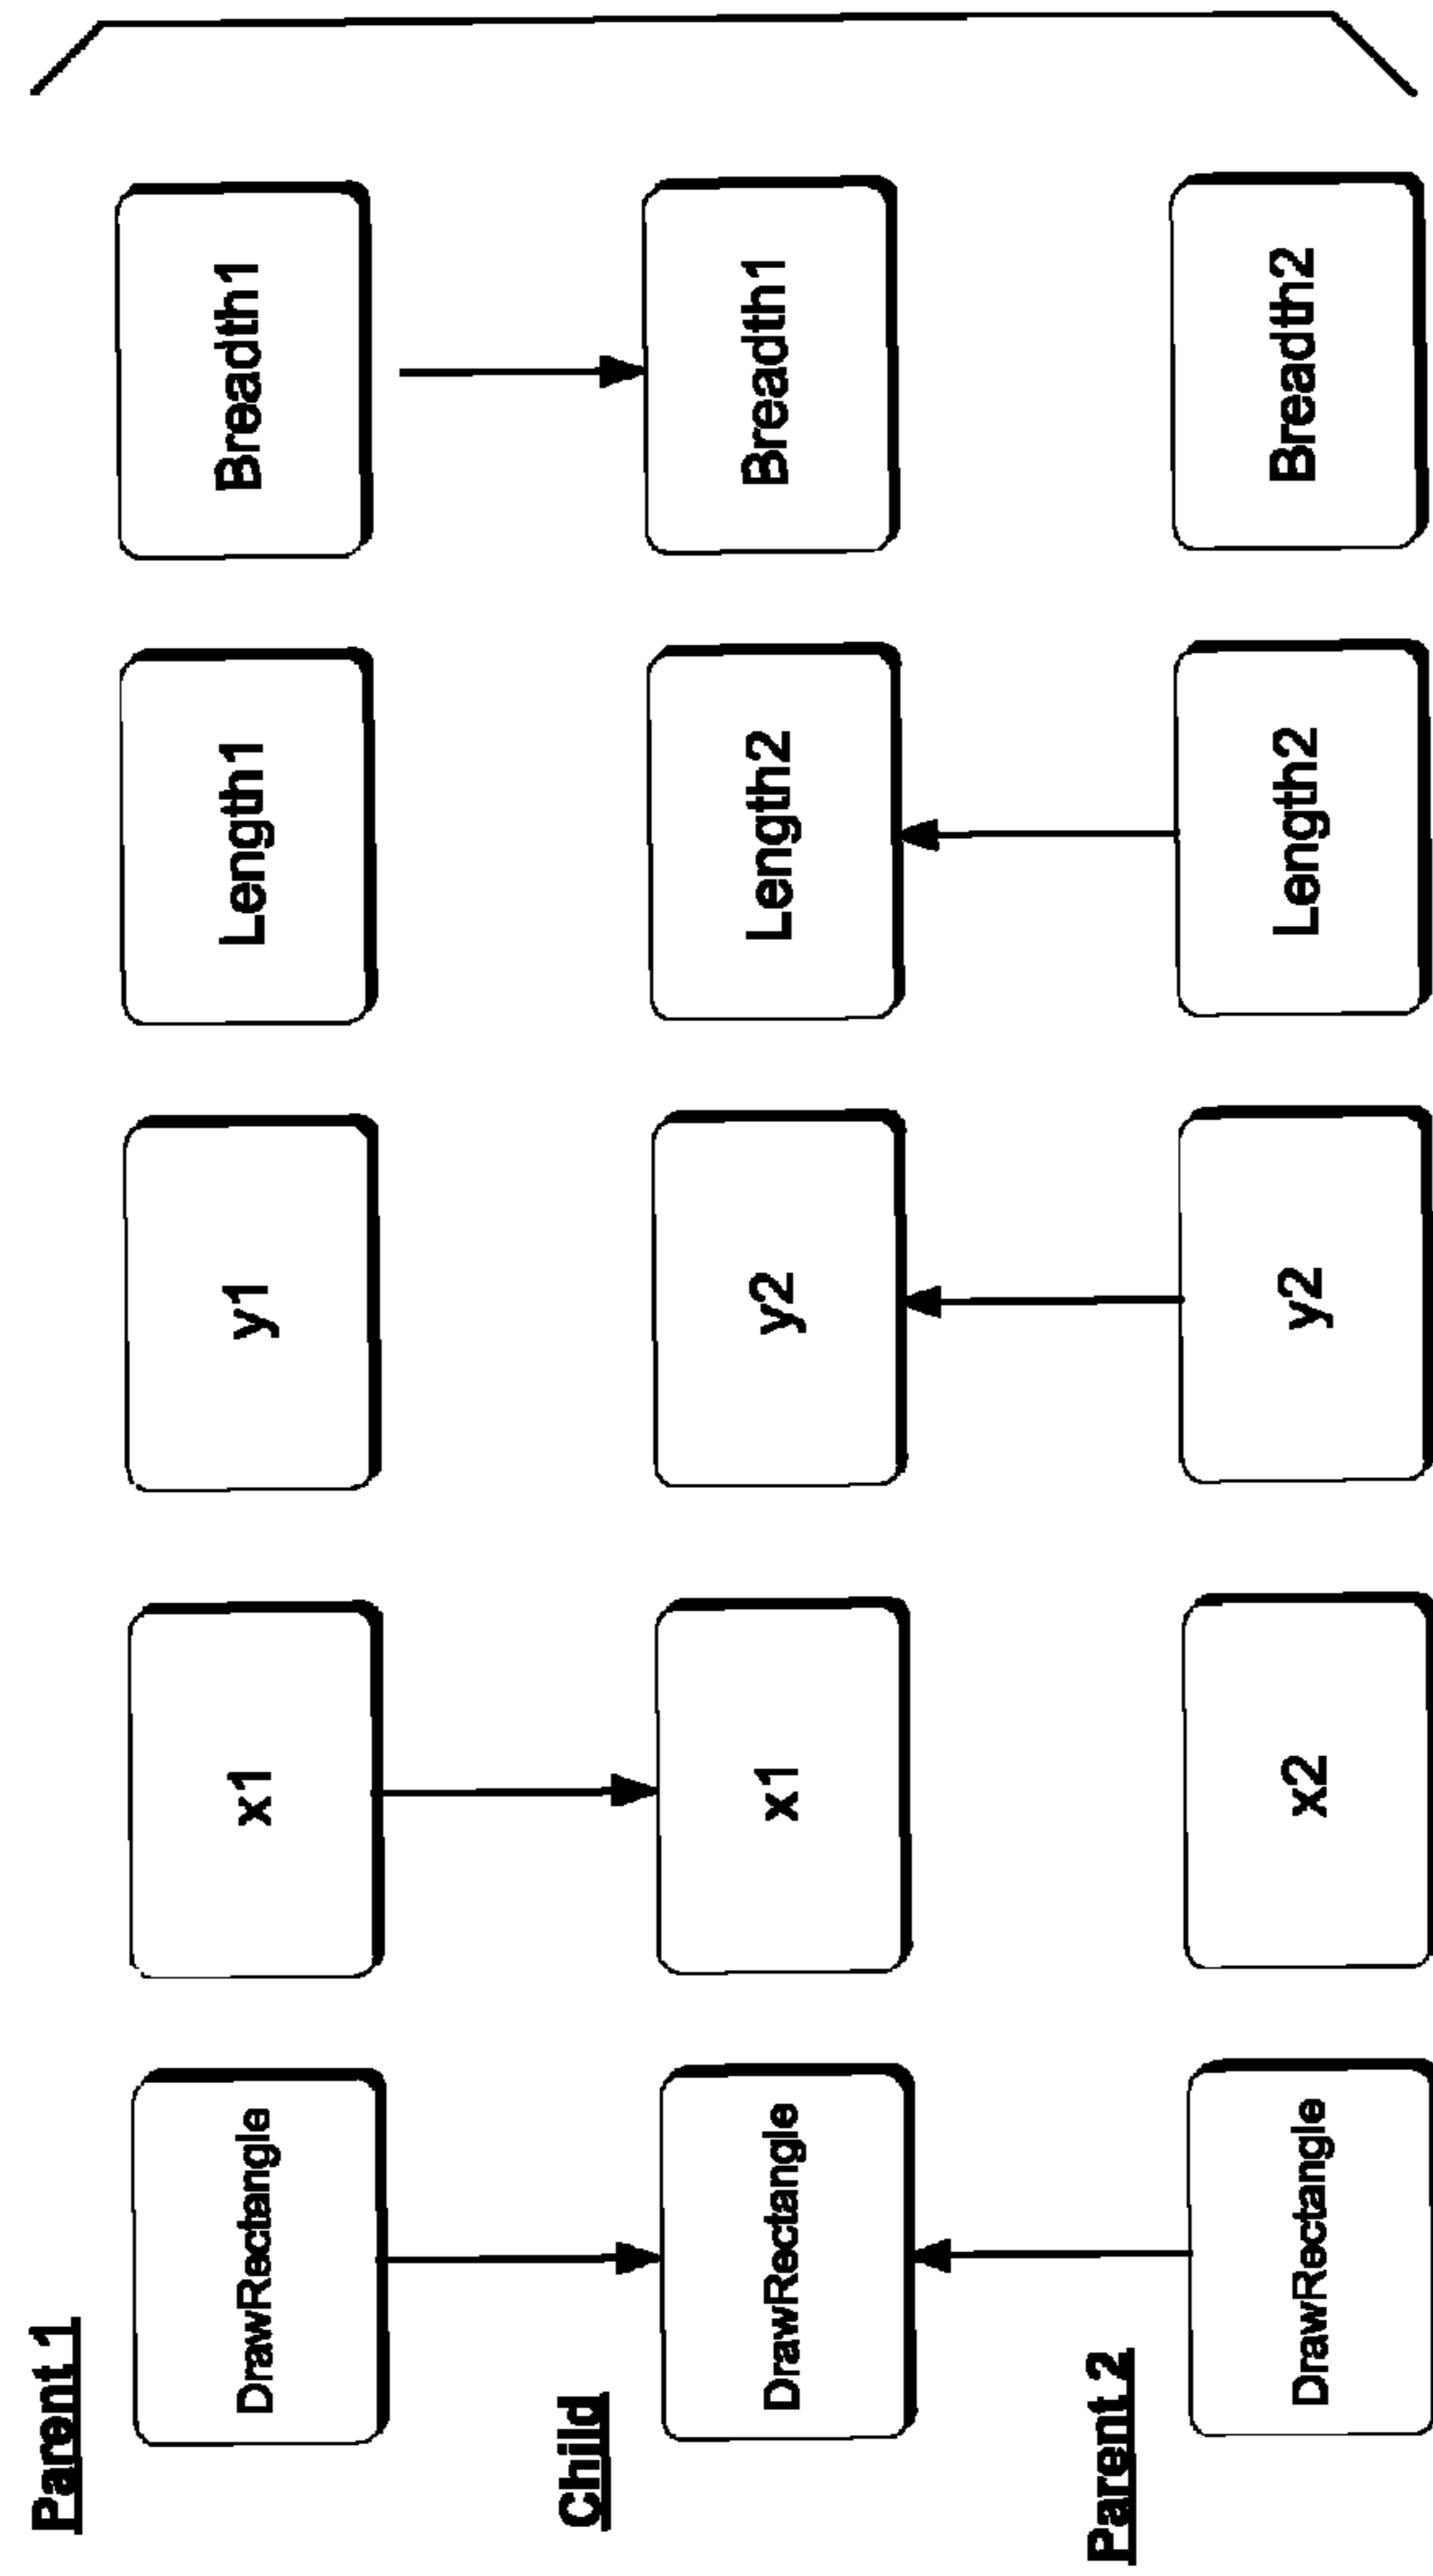 Parent 1
DrawRectangle x1 y1 Length1 Breadth1
Child
DrawRectangle x1 y2 Length2 Breadth1
Parent 2
DrawRectangle x2 y2 Length2 Breadth2